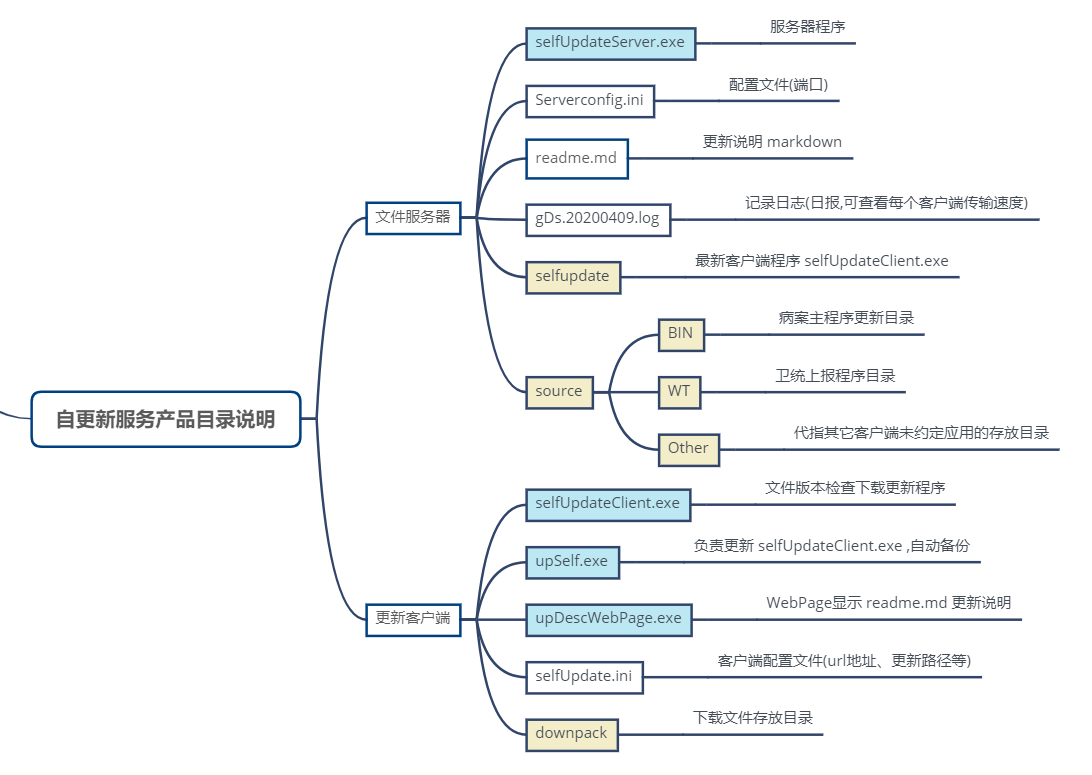 自更新服务产品目录说明
文件服务器
selfUpdateServer.exe
服务器程序
Serverconfig.ini
配置文件(端口)
readme.md
更新说明 markdown
gDs.20200409.log
记录日志(日报,可查看每个客户端传输速度)
selfupdate
最新客户端程序 selfUpdateClient.exe
source
BIN
病案主程序更新目录
WT
卫统上报程序目录
Other
代指其它客户端未约定应用的存放目录
更新客户端
selfUpdateClient.exe
文件版本检查下载更新程序
upSelf.exe
负责更新 selfUpdateClient.exe ,自动备份
upDescWebPage.exe
WebPage显示 readme.md 更新说明
selfUpdate.ini
客户端配置文件(url地址、更新路径等)
downpack
下载文件存放目录